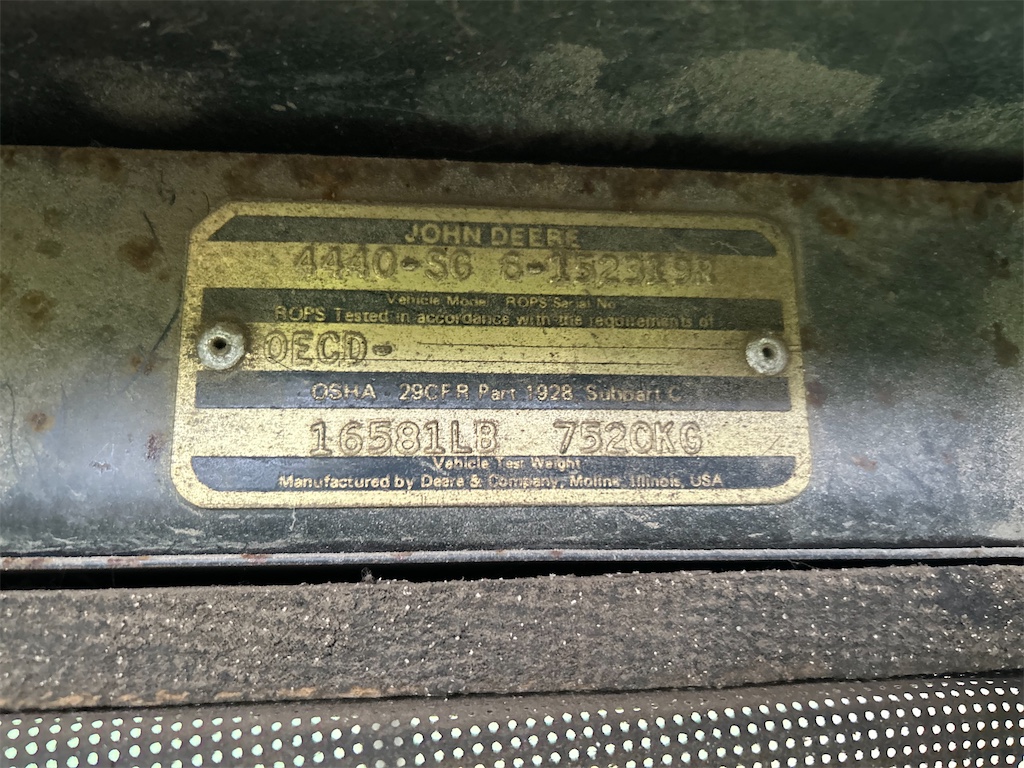 JOHN DEERE
4440-SG 6-152919R
Vehicle Model ROPS Serial No
ROPS Tested in accordance with the requirements of
OECD-
OSHA 29CFR Part 1928 Subpart C
16581LB 7520KG
Vehicle Test Weight
Manufactured by Deere & Company, Moline, Illinois, USA